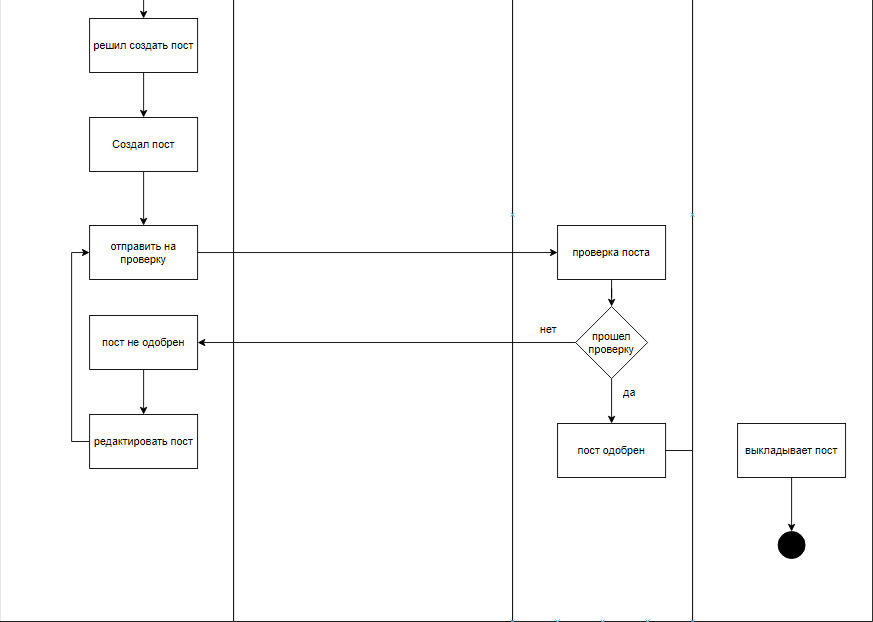 решил создать пост
Создал пост
отправить на
проверку
проверка поста
нет
пост не одобрен
прошел
проверку
да
редактировать пост
пост одобрен
выкладывает пост